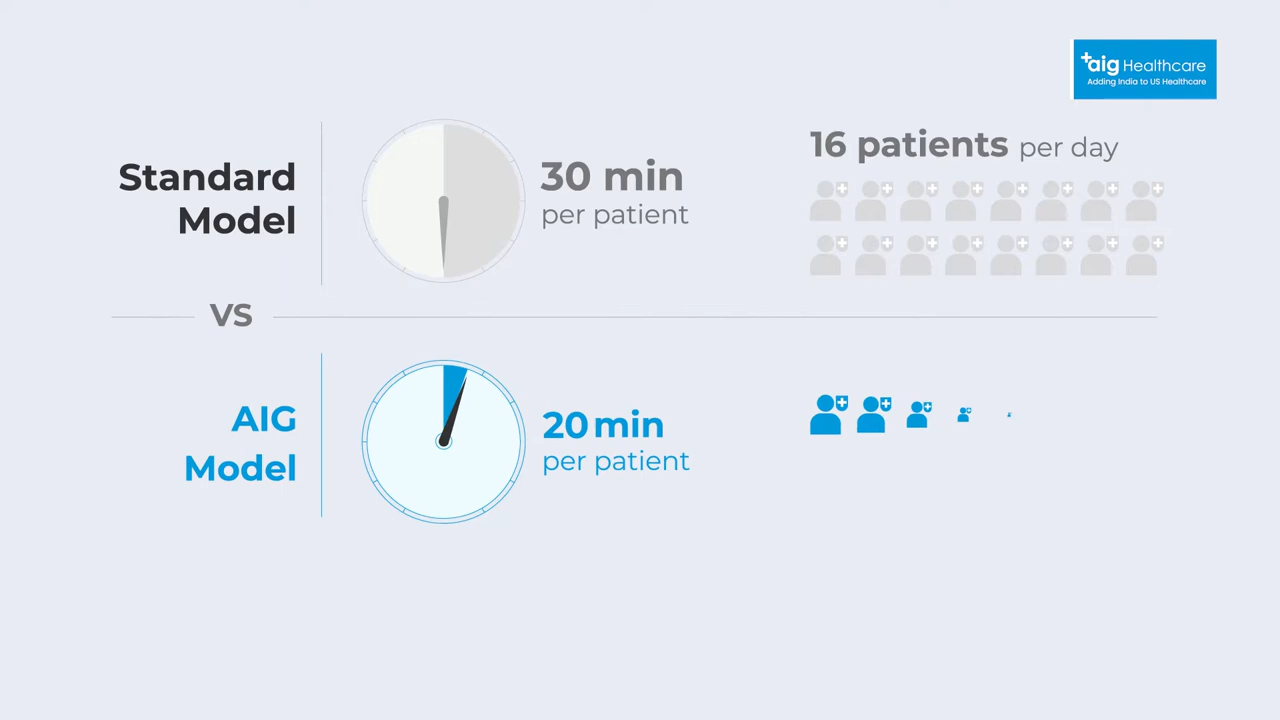 aig Healthcare
Adding India to US Healthcare
Standard
Model
30 min
per patient
16 patients per day
VS
AIG
Model
20 min
per patient